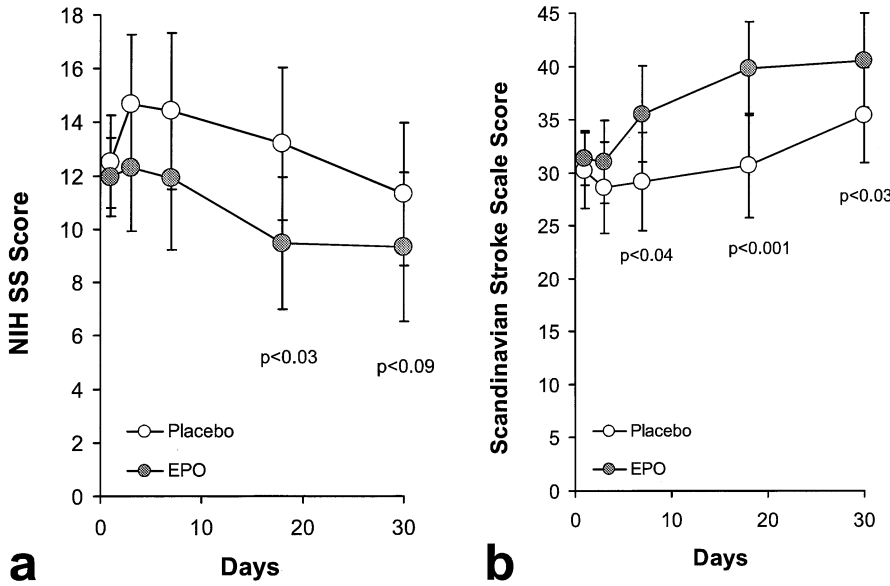 18
16
14
12
10
8
6
4
2
0
NIH SS Score
p<0.03
p<0.09
Placebo
EPO
0 10 20 30
Days
a
45
40
35
30
25
20
15
10
5
0
Scandinavian Stroke Scale Score
p<0.04
p<0.001
p<0.03
Placebo
EPO
0 10 20 30
Days
b